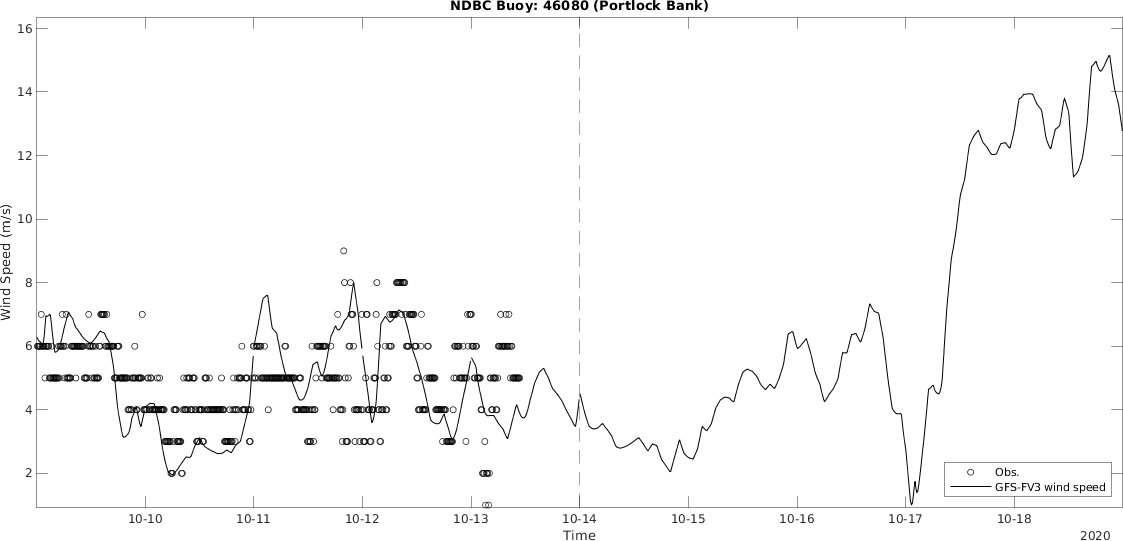 NDBC Buoy: 46080 (Portlock Bank)
16
14
12
10
8
6
4
2
Wind Speed (m/s)
10-10 10-11 10-12 10-13 10-14 10-15 10-16 10-17 10-18
Time
2020
Obs.
GFS-FV3 wind speed